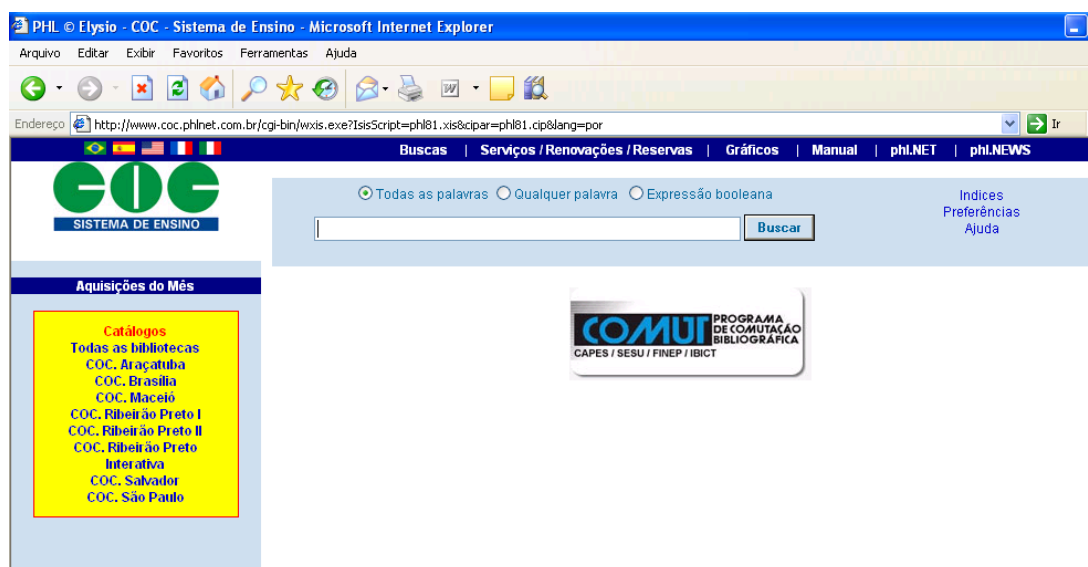 PHL © Elysio - COC - Sistema de Ensino - Microsoft Internet Explorer
Arquivo Editar Exibir Favoritos Ferramentas Ajuda
Endereço http://www.coc.phlnet.com.br/cgi-bin/wxis.exe?IsisScript=phl81.xis&cipar=phl81.cip&lang=por Ir
Buscas | Serviços / Renovações / Reservas | Gráficos | Manual | phl.NET | phl.NEWS
COC
SISTEMA DE ENSINO
Todas as palavras Qualquer palavra Expressão booleana
Buscar
Indices
Preferências
Ajuda
Aquisições do Mês
Catálogos
Todas as bibliotecas
COC. Araçatuba
COC. Brasília
COC. Maceió
COC. Ribeirão Preto I
COC. Ribeirão Preto II
COC. Ribeirão Preto
Interativa
COC. Salvador
COC. São Paulo
COMUT PROGRAMA
DE COMUTAÇÃO
BIBLIOGRÁFICA
CAPES / SESU / FINEP / IBICT